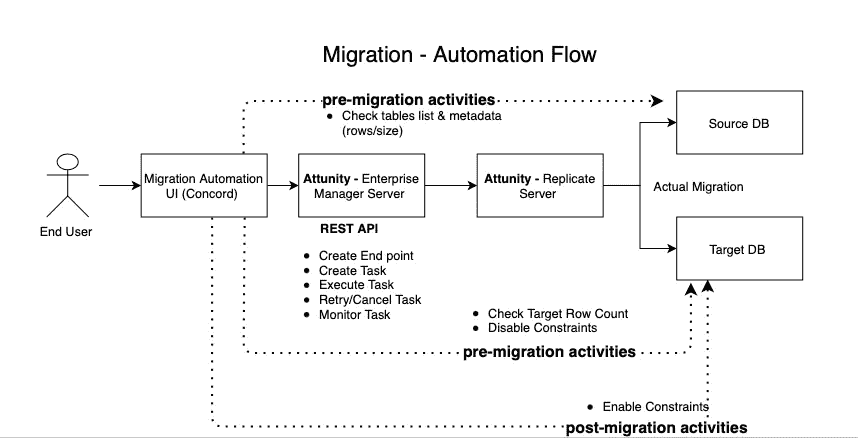 Migration - Automation Flow
pre-migration activities
● Check tables list & metadata
(rows/size)
Source DB
Migration Automation
UI (Concord)
Attunity - Enterprise
Manager Server
Attunity - Replicate
Server
Actual Migration
End User
REST API
● Create End point
● Create Task
● Execute Task
● Retry/Cancel Task
● Monitor Task
Target DB
● Check Target Row Count
● Disable Constraints
pre-migration activities
● Enable Constraints
post-migration activities